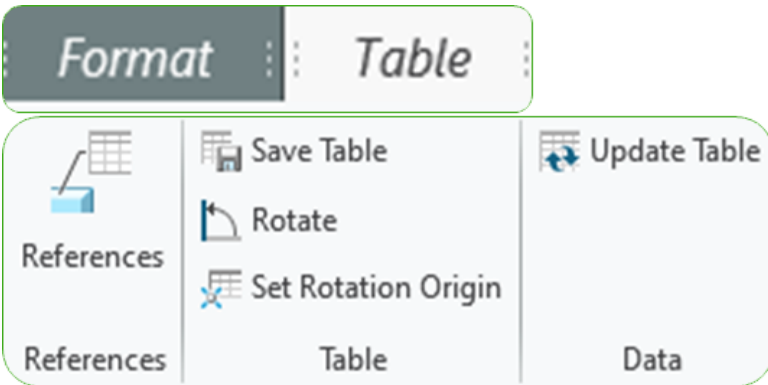 Format Table
References
References
Save Table
Rotate
Set Rotation Origin
Table
Update Table
Data